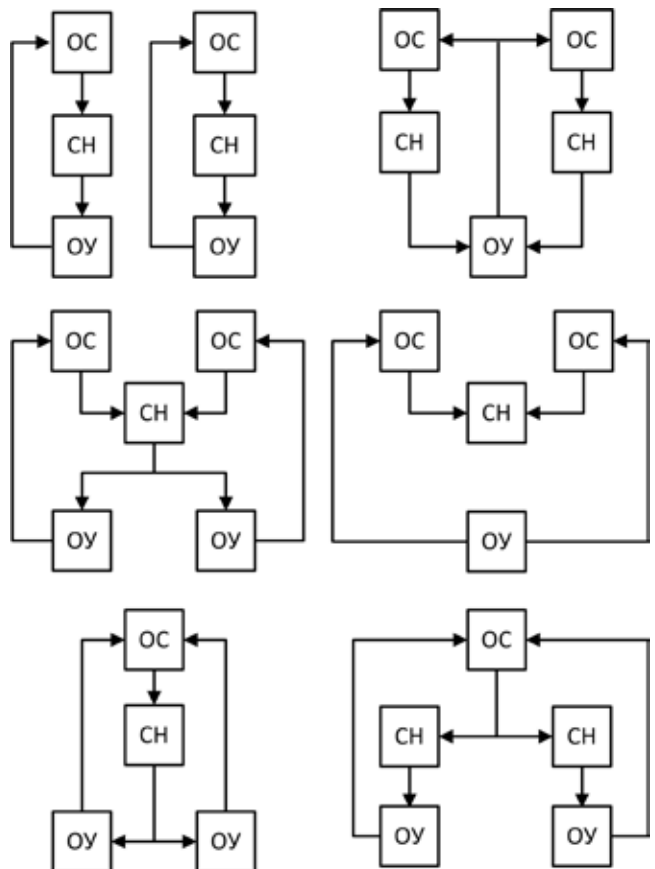 ОС ОС ОС ОС
СН СН СН СН
ОУ ОУ ОУ
ОС ОС ОС ОС
СН СН
ОУ ОУ ОУ
ОС ОС
СН СН СН
ОУ ОУ ОУ ОУ